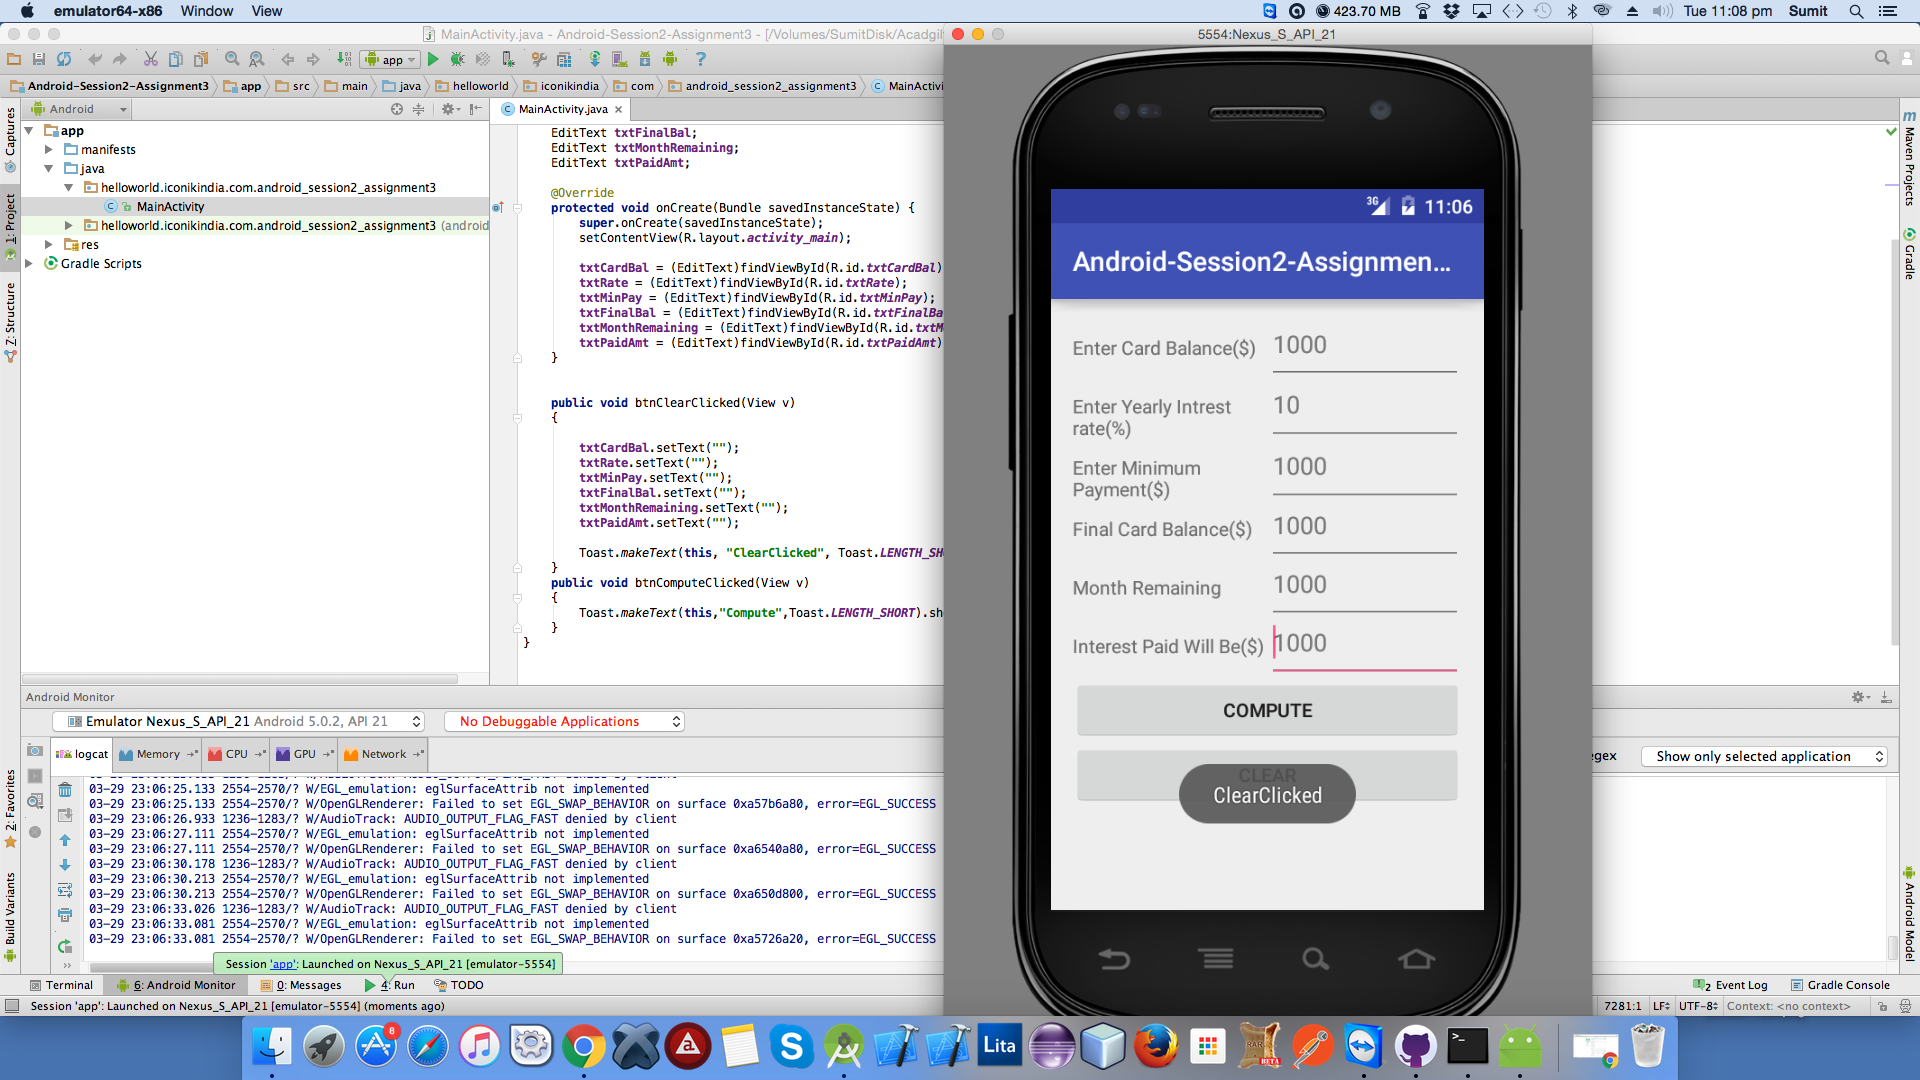 emulator64-x86 Window View
423.70 MB Tue 11:08 pm Sumit
MainActivity.java - Android-Session2-Assignment3 - [/Volumes/SumitDisk/Acadgil
5554:Nexus_S_API_21
app
Android-Session2-Assignment3 app src main java helloworld iconikindia com android_session2_assignment3 MainActivi
Android
MainActivity.java
Captures
1: Project
Z: Structure
2: Favorites
Build Variants
app
manifests
java
helloworld.iconikindia.com.android_session2_assignment3
MainActivity
helloworld.iconikindia.com.android_session2_assignment3 (android
res
Gradle Scripts
EditText txtFinalBal;
EditText txtMonthRemaining;
EditText txtPaidAmt;
@Override
protected void onCreate(Bundle savedInstanceState) {
super.onCreate(savedInstanceState);
setContentView(R.layout.activity_main);
txtCardBal = (EditText)findViewById(R.id.txtCardBal)
txtRate = (EditText)findViewById(R.id.txtRate);
txtMinPay = (EditText)findViewById(R.id.txtMinPay);
txtFinalBal = (EditText)findViewById(R.id.txtFinalBa
txtMonthRemaining = (EditText)findViewById(R.id.txtM
txtPaidAmt = (EditText)findViewById(R.id.txtPaidAmt)
}
public void btnClearClicked(View v)
{
txtCardBal.setText("");
txtRate.setText("");
txtMinPay.setText("");
txtFinalBal.setText("");
txtMonthRemaining.setText("");
txtPaidAmt.setText("");
Toast.makeText(this, "ClearClicked", Toast.LENGTH_SH
}
public void btnComputeClicked(View v)
{
Toast.makeText(this,"Compute",Toast.LENGTH_SHORT).sh
}
}
3G 11:06
Android-Session2-Assignmen...
Enter Card Balance($) 1000
Enter Yearly Intrest rate(%) 10
Enter Minimum Payment($) 1000
Final Card Balance($) 1000
Month Remaining 1000
Interest Paid Will Be($) 1000
COMPUTE
CLEAR
ClearClicked
m Maven Projects
Gradle
Android Model
Android Monitor
Emulator Nexus_S_API_21 Android 5.0.2, API 21
No Debuggable Applications
logcat Memory CPU GPU Network
gex Show only selected application
03-29 23:06:25.133 2554-2570/? W/EGL_emulation: eglSurfaceAttrib not implemented
03-29 23:06:25.133 2554-2570/? W/OpenGLRenderer: Failed to set EGL_SWAP_BEHAVIOR on surface 0xa57b6a80, error=EGL_SUCCESS
03-29 23:06:26.933 1236-1283/? W/AudioTrack: AUDIO_OUTPUT_FLAG_FAST denied by client
03-29 23:06:27.111 2554-2570/? W/EGL_emulation: eglSurfaceAttrib not implemented
03-29 23:06:27.111 2554-2570/? W/OpenGLRenderer: Failed to set EGL_SWAP_BEHAVIOR on surface 0xa6540a80, error=EGL_SUCCESS
03-29 23:06:30.178 1236-1283/? W/AudioTrack: AUDIO_OUTPUT_FLAG_FAST denied by client
03-29 23:06:30.213 2554-2570/? W/EGL_emulation: eglSurfaceAttrib not implemented
03-29 23:06:30.213 2554-2570/? W/OpenGLRenderer: Failed to set EGL_SWAP_BEHAVIOR on surface 0xa650d800, error=EGL_SUCCESS
03-29 23:06:33.026 1236-1283/? W/AudioTrack: AUDIO_OUTPUT_FLAG_FAST denied by client
03-29 23:06:33.081 2554-2570/? W/EGL_emulation: eglSurfaceAttrib not implemented
03-29 23:06:33.081 2554-2570/? W/OpenGLRenderer: Failed to set EGL_SWAP_BEHAVIOR on surface 0xa5726a20, error=EGL_SUCCESS
Session 'app': Launched on Nexus_S_API_21 [emulator-5554]
Terminal 6: Android Monitor 0: Messages 4: Run TODO
2 Event Log Gradle Console
Session 'app': Launched on Nexus_S_API_21 [emulator-5554] (moments ago)
7281:1 LF UTF-8 Context: <no context>
8
Lita
RAR
BETA